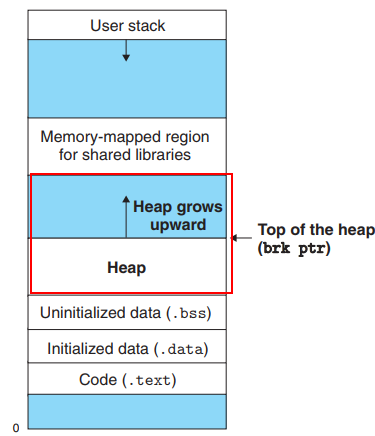 User stack
Memory-mapped region
for shared libraries
Heap grows
upward
Top of the heap
(brk ptr)
Heap
Uninitialized data (.bss)
Initialized data (.data)
Code (.text)
0